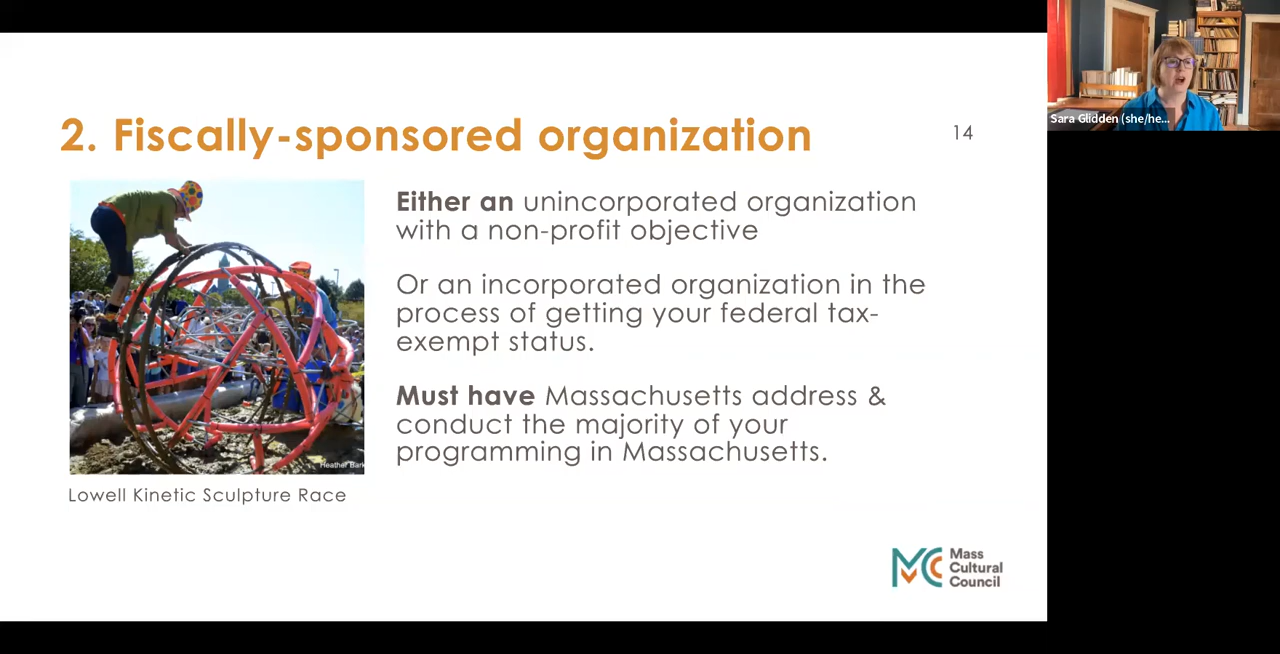 2. Fiscally-sponsored organization
14
Either an unincorporated organization
with a non-profit objective
Or an incorporated organization in the
process of getting your federal tax-
exempt status.
Must have Massachusetts address &
conduct the majority of your
programming in Massachusetts.
Heather Bark
Lowell Kinetic Sculpture Race
Mass
Cultural
Council
Sara Glidden (she/he...